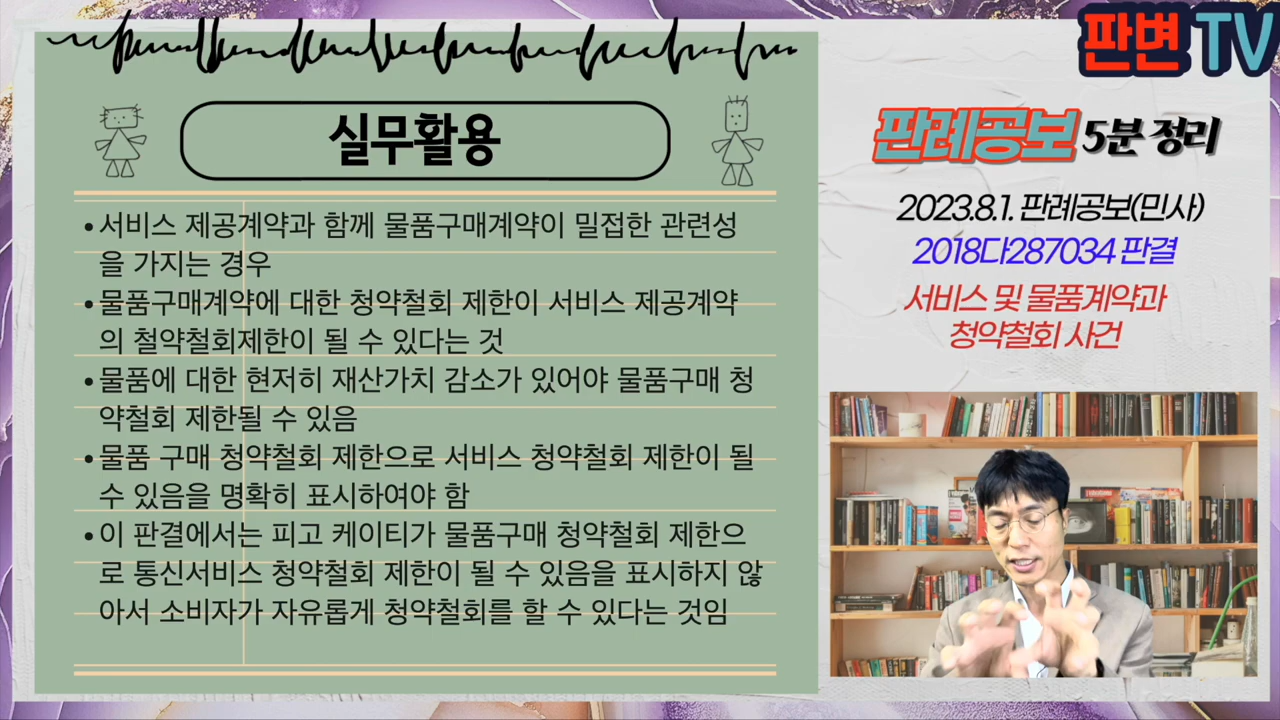 판변 TV
실무활용
• 서비스 제공계약과 함께 물품구매계약이 밀접한 관련성
을 가지는 경우
• 물품구매계약에 대한 청약철회 제한이 서비스 제공계약
의 철약철회제한이 될 수 있다는 것
• 물품에 대한 현저히 재산가치 감소가 있어야 물품구매 청
약철회 제한될 수 있음
• 물품 구매 청약철회 제한으로 서비스 청약철회 제한이 될
수 있음을 명확히 표시하여야 함
• 이 판결에서는 피고 케이티가 물품구매 청약철회 제한으
로 통신서비스 청약철회 제한이 될 수 있음을 표시하지 않
아서 소비자가 자유롭게 청약철회를 할 수 있다는 것임
판례공보 5분 정리
2023.8.1. 판례공보(민사)
2018다287034 판결
서비스 및 물품계약과
청약철회 사건